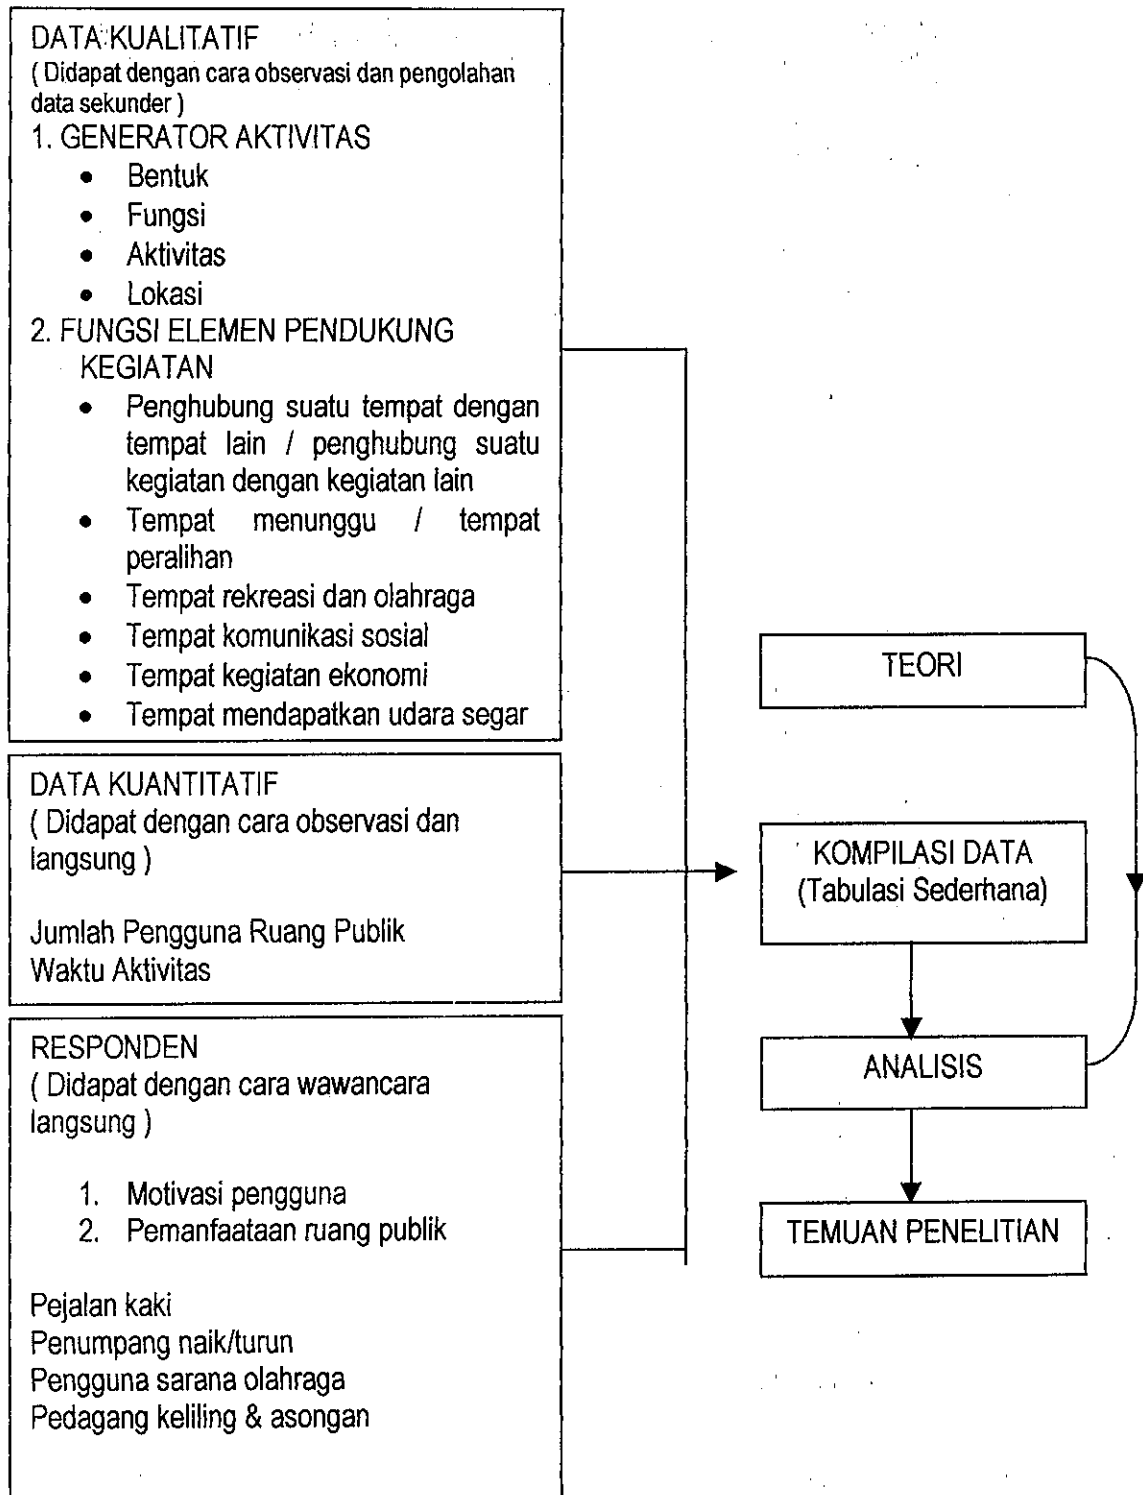 DATA KUALITATIF
( Didapat dengan cara observasi dan pengolahan
data sekunder )
1. GENERATOR AKTIVITAS
• Bentuk
• Fungsi
• Aktivitas
• Lokasi
2. FUNGSI ELEMEN PENDUKUNG
KEGIATAN
• Penghubung suatu tempat dengan
tempat lain / penghubung suatu
kegiatan dengan kegiatan lain
• Tempat menunggu / tempat
peralihan
• Tempat rekreasi dan olahraga
• Tempat komunikasi sosial
• Tempat kegiatan ekonomi
• Tempat mendapatkan udara segar
DATA KUANTITATIF
( Didapat dengan cara observasi dan
langsung )
Jumlah Pengguna Ruang Publik
Waktu Aktivitas
RESPONDEN
( Didapat dengan cara wawancara
langsung )
1. Motivasi pengguna
2. Pemanfaataan ruang publik
Pejalan kaki
Penumpang naik/turun
Pengguna sarana olahraga
Pedagang keliling & asongan
TEORI
KOMPILASI DATA
(Tabulasi Sederhana)
ANALISIS
TEMUAN PENELITIAN